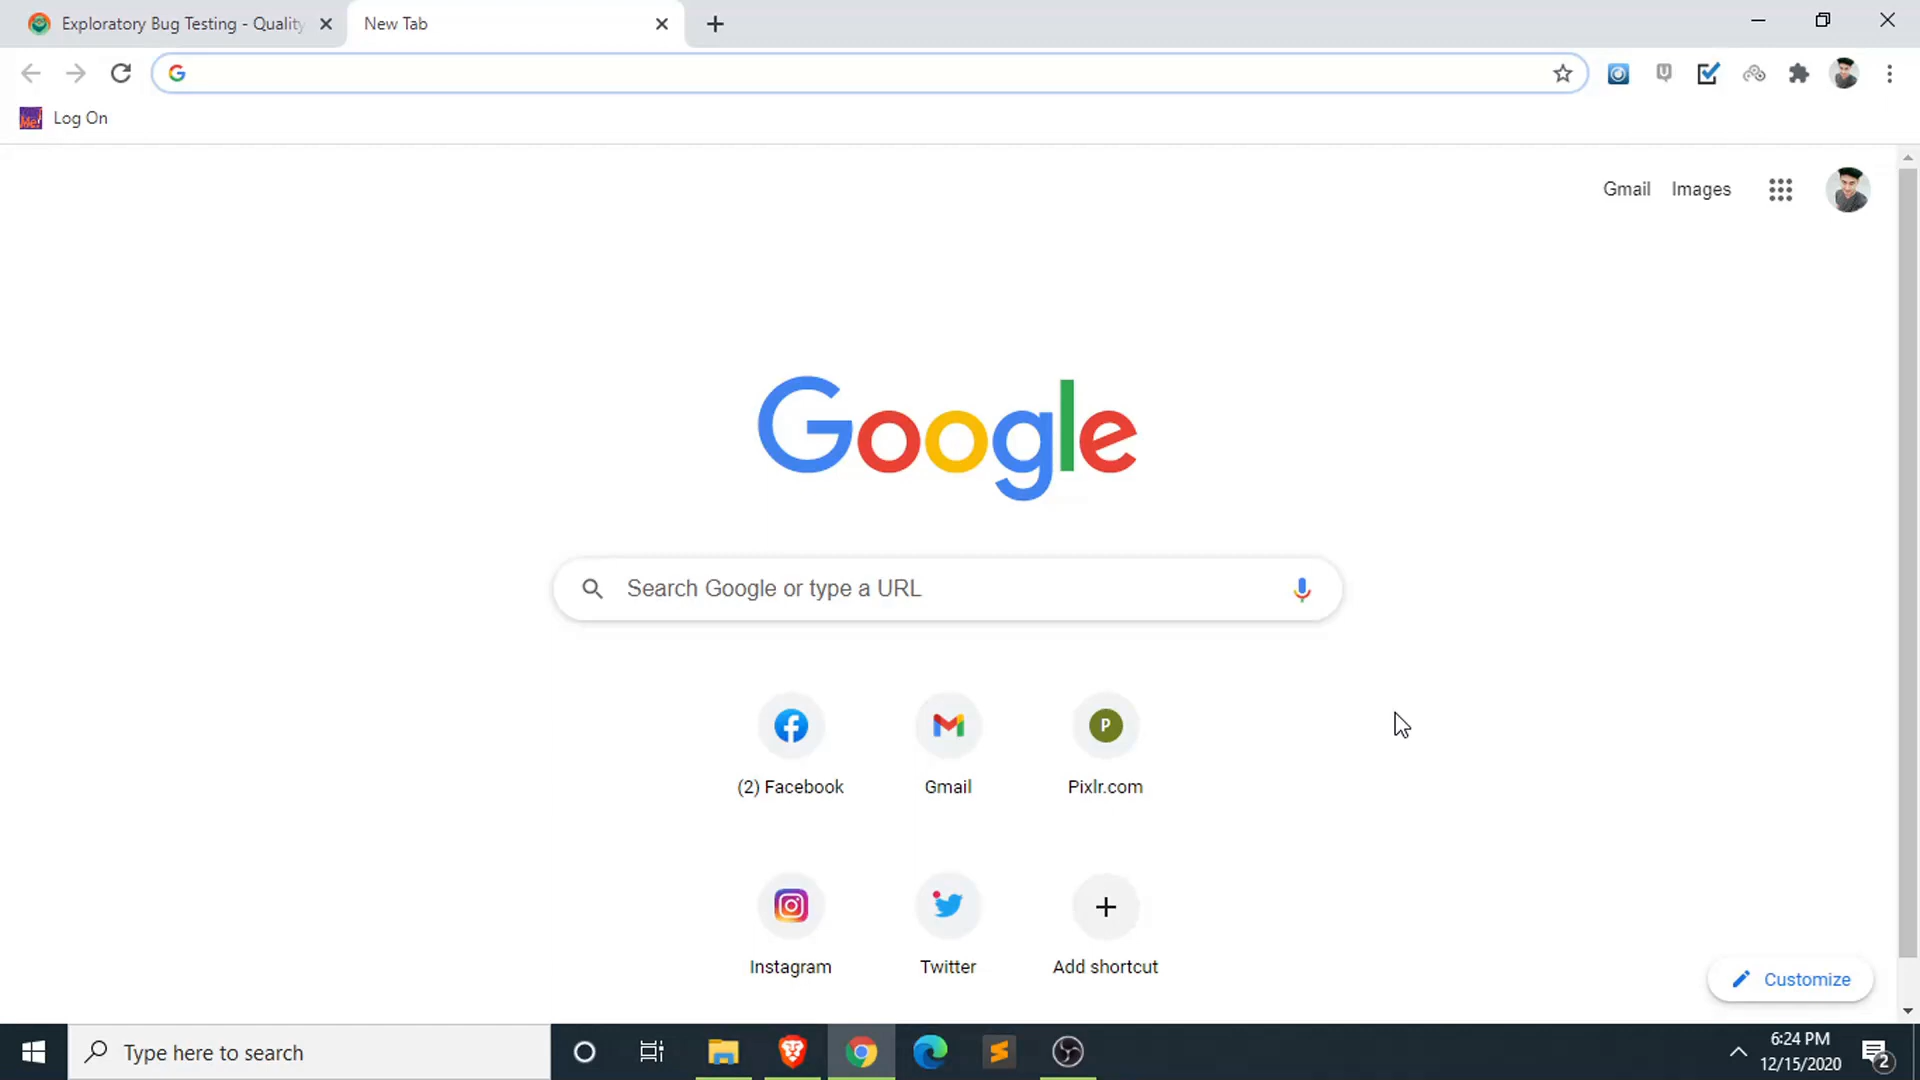 Exploratory Bug Testing - Quality
New Tab
Log On
Gmail
Images
Google
Search Google or type a URL
(2) Facebook
Gmail
P
Pixlr.com
Instagram
Twitter
Add shortcut
Customize
Type here to search
6:24 PM
12/15/2020
2